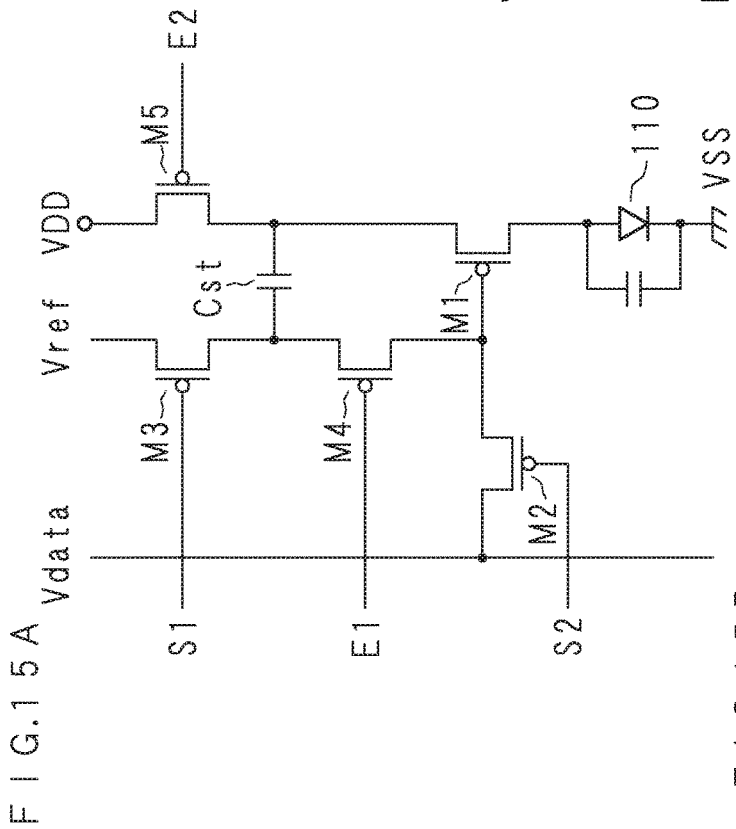 FIG.15A
Vdata
Vref
VDD
S1
M3
Cst
M5
E2
E1
M4
M1
S2
M2
110
VSS